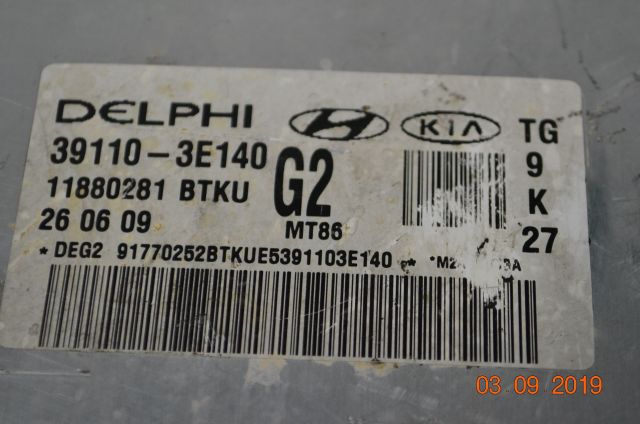 DELPHI KIA TG
39110-3E140 G2 9
11880281 BTKU K
26 06 09 MT86 27
*DEG2 91770252BTKUE5391103E140
03 09 2019